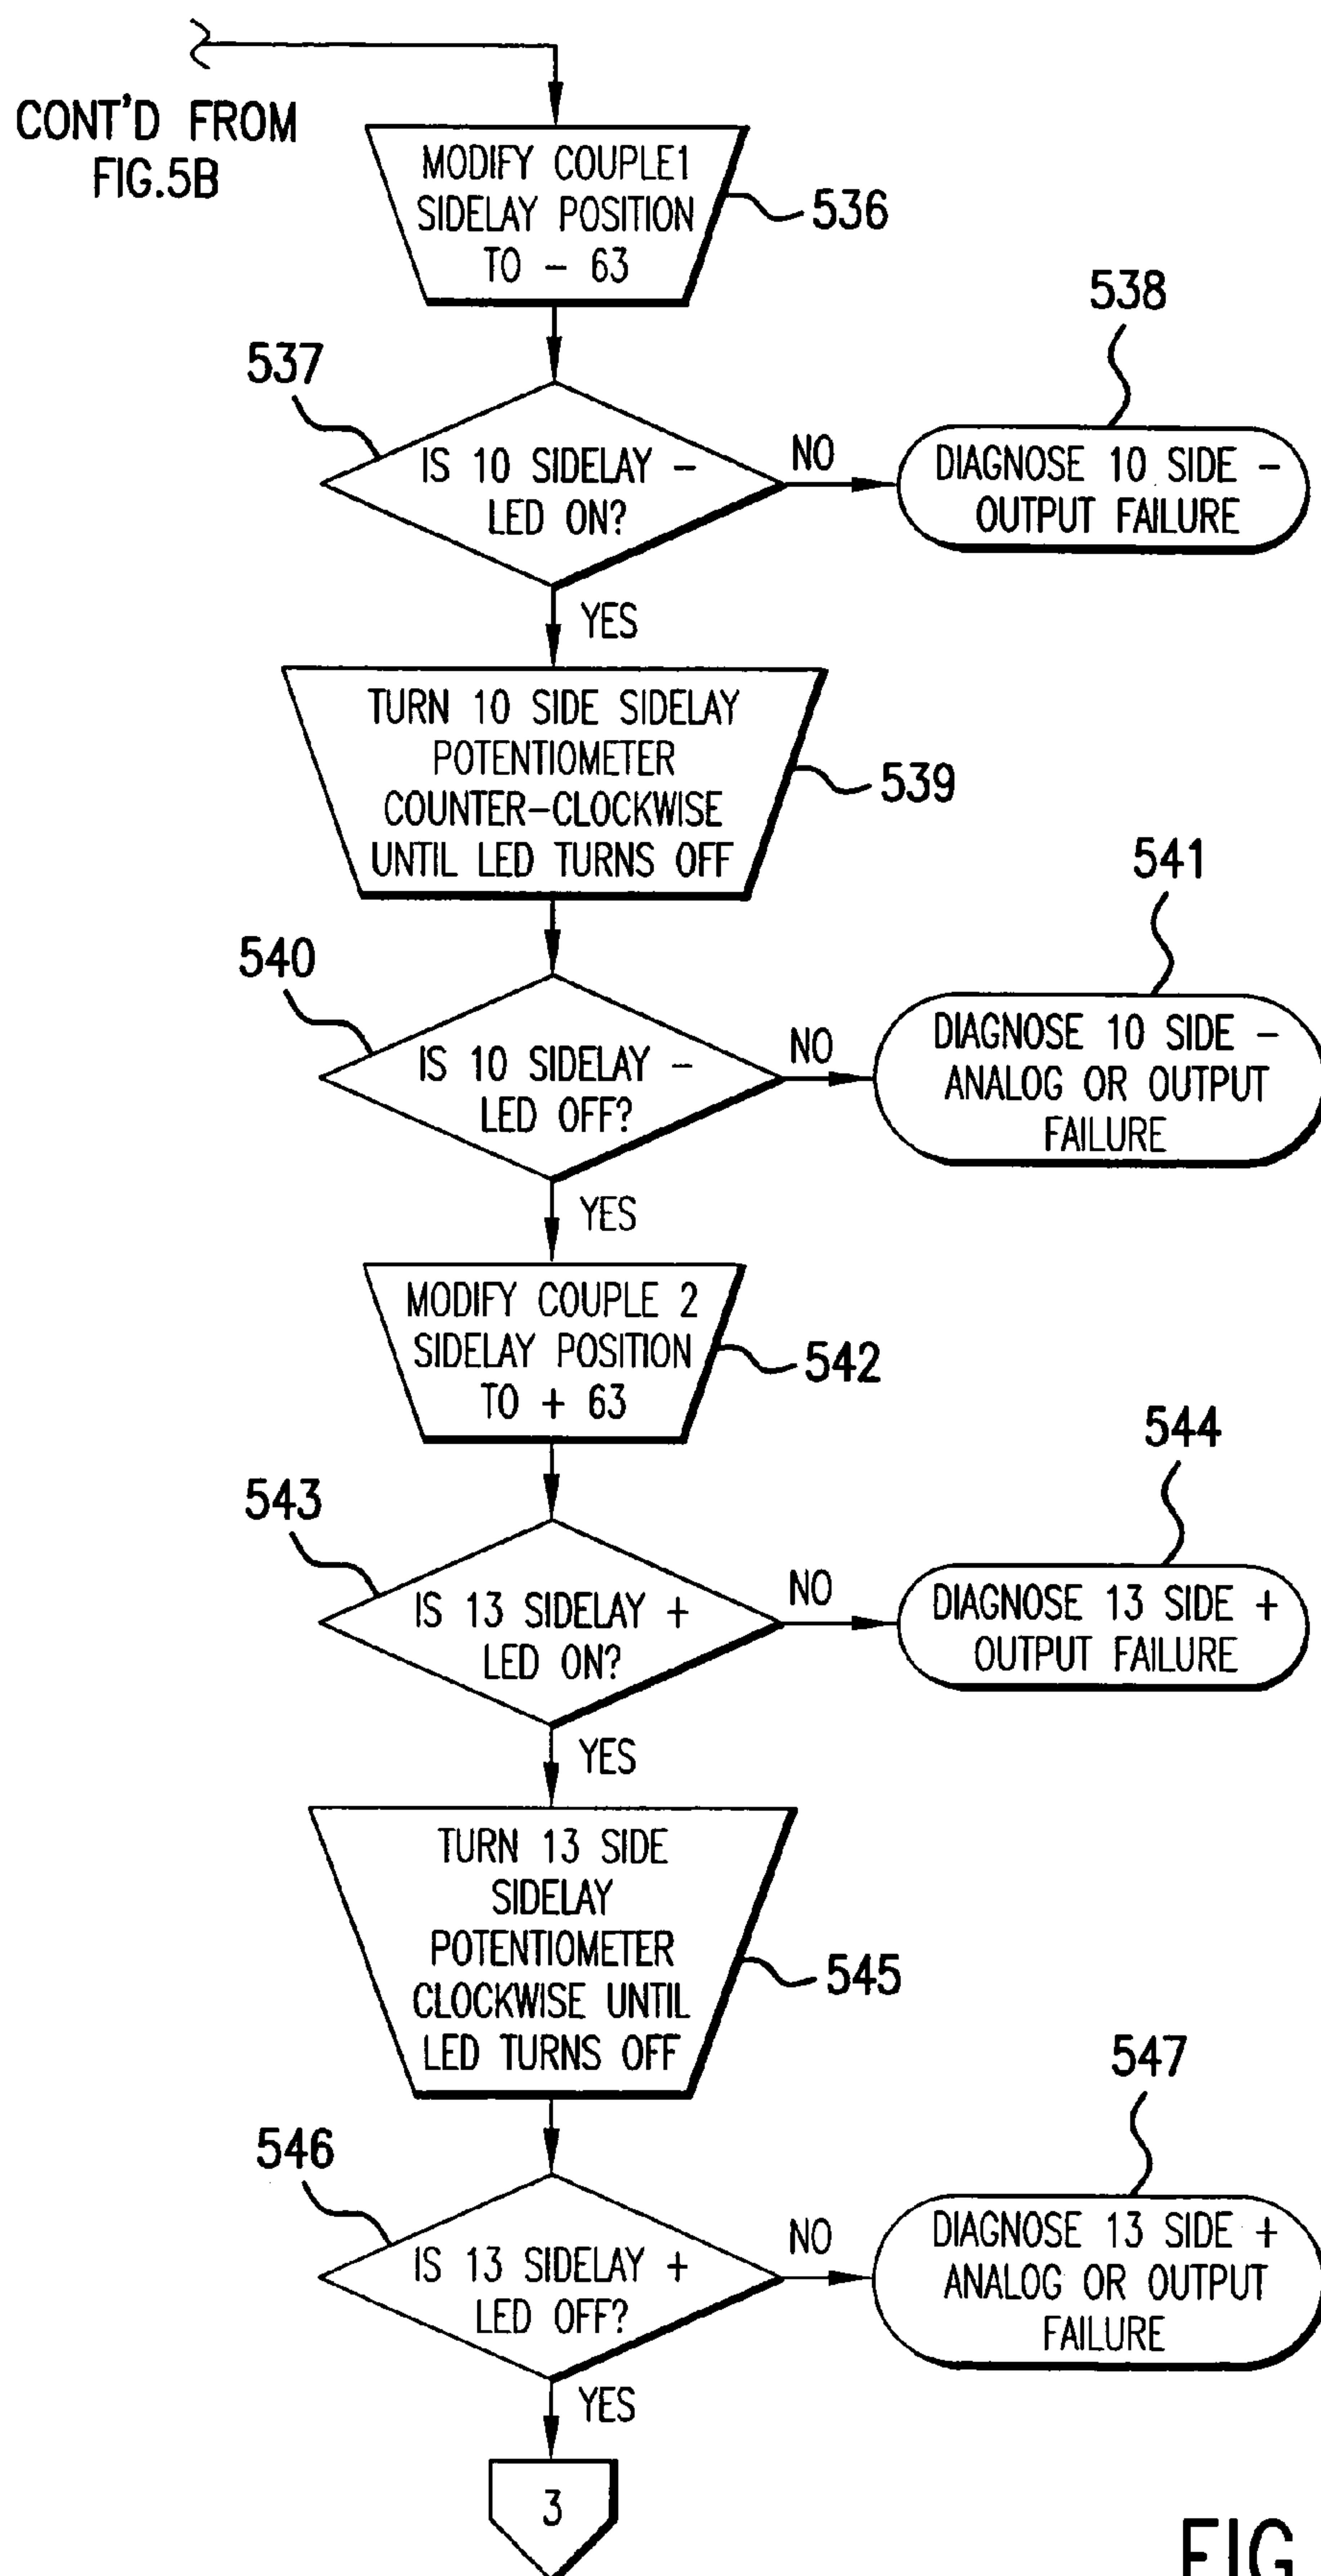 CONT'D FROM
FIG.5B
MODIFY COUPLE1
SIDELAY POSITION
TO - 63
536
537
IS 10 SIDELAY -
LED ON?
NO
538
DIAGNOSE 10 SIDE -
OUTPUT FAILURE
YES
TURN 10 SIDE SIDELAY
POTENTIOMETER
COUNTER-CLOCKWISE
UNTIL LED TURNS OFF
539
540
IS 10 SIDELAY -
LED OFF?
NO
541
DIAGNOSE 10 SIDE -
ANALOG OR OUTPUT
FAILURE
YES
MODIFY COUPLE 2
SIDELAY POSITION
TO + 63
542
543
IS 13 SIDELAY +
LED ON?
NO
544
DIAGNOSE 13 SIDE +
OUTPUT FAILURE
YES
TURN 13 SIDE
SIDELAY
POTENTIOMETER
CLOCKWISE UNTIL
LED TURNS OFF
545
546
IS 13 SIDELAY +
LED OFF?
NO
547
DIAGNOSE 13 SIDE +
ANALOG OR OUTPUT
FAILURE
YES
3
FIG